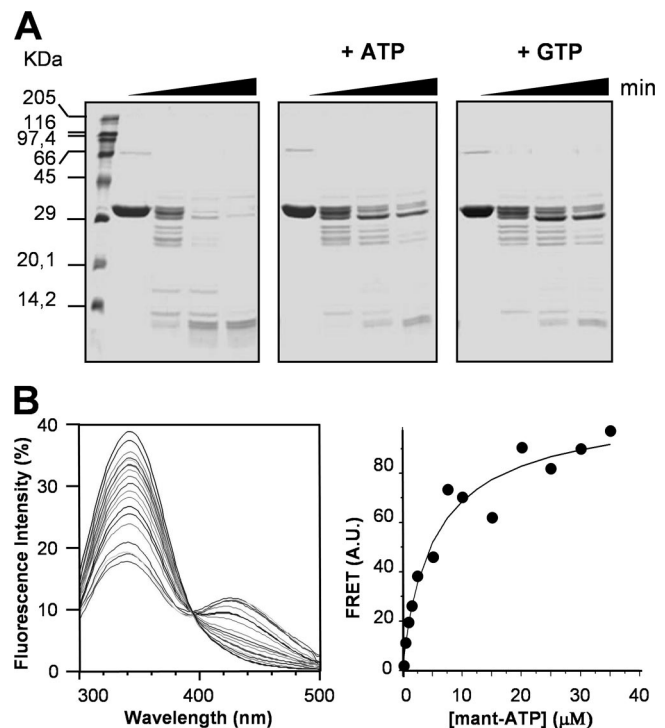 A
+ ATP
+ GTP
KDa
min
205
116
97,4
66
45
29
20,1
14,2
B
40
30
20
10
0
Fluorescence Intensity (%)
300
400
500
Wavelength (nm)
80
60
40
20
0
FRET (A.U.)
0
10
20
30
40
[mant-ATP] (µM)